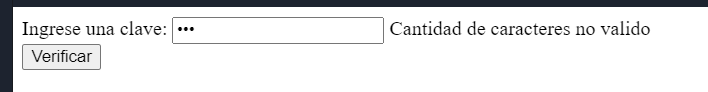 Ingrese una clave: ••• Cantidad de caracteres no valido
Verificar